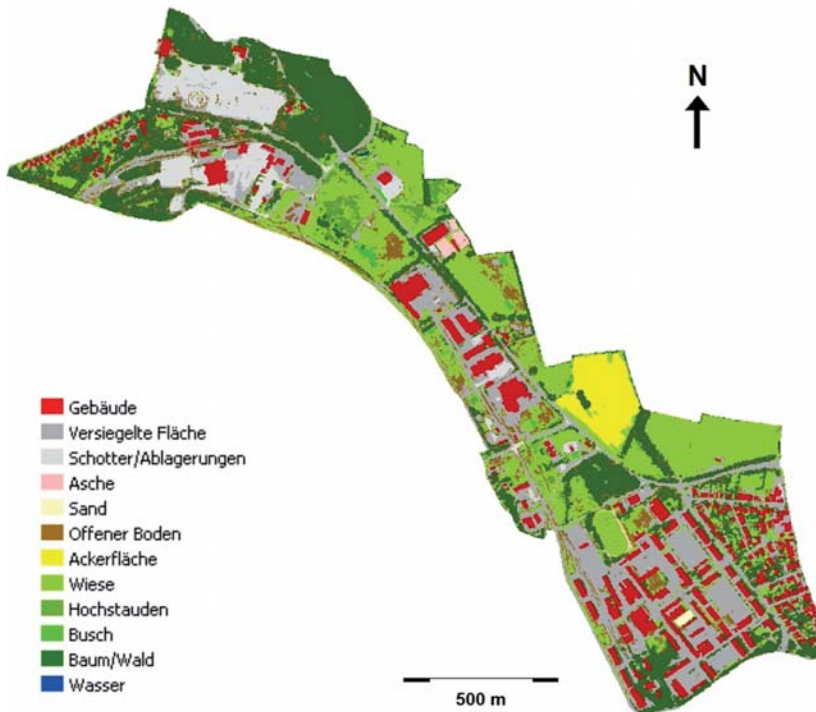 N
Gebäude
Versiegelte Fläche
Schotter/Ablagerungen
Asche
Sand
Offener Boden
Ackerfläche
Wiese
Hochstauden
Busch
Baum/Wald
Wasser
500 m